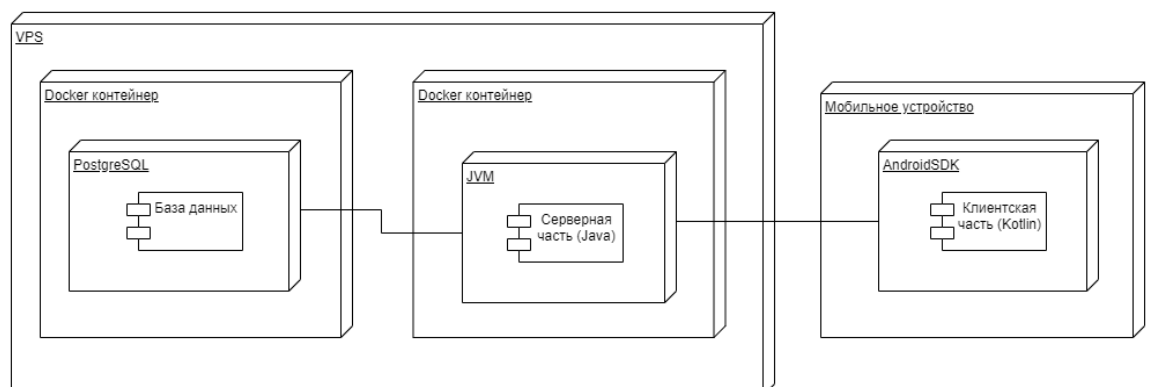 VPS
Docker контейнер
PostgreSQL
База данных
Docker контейнер
JVM
Серверная
часть (Java)
Мобильное устройство
AndroidSDK
Клиентская
часть (Kotlin)